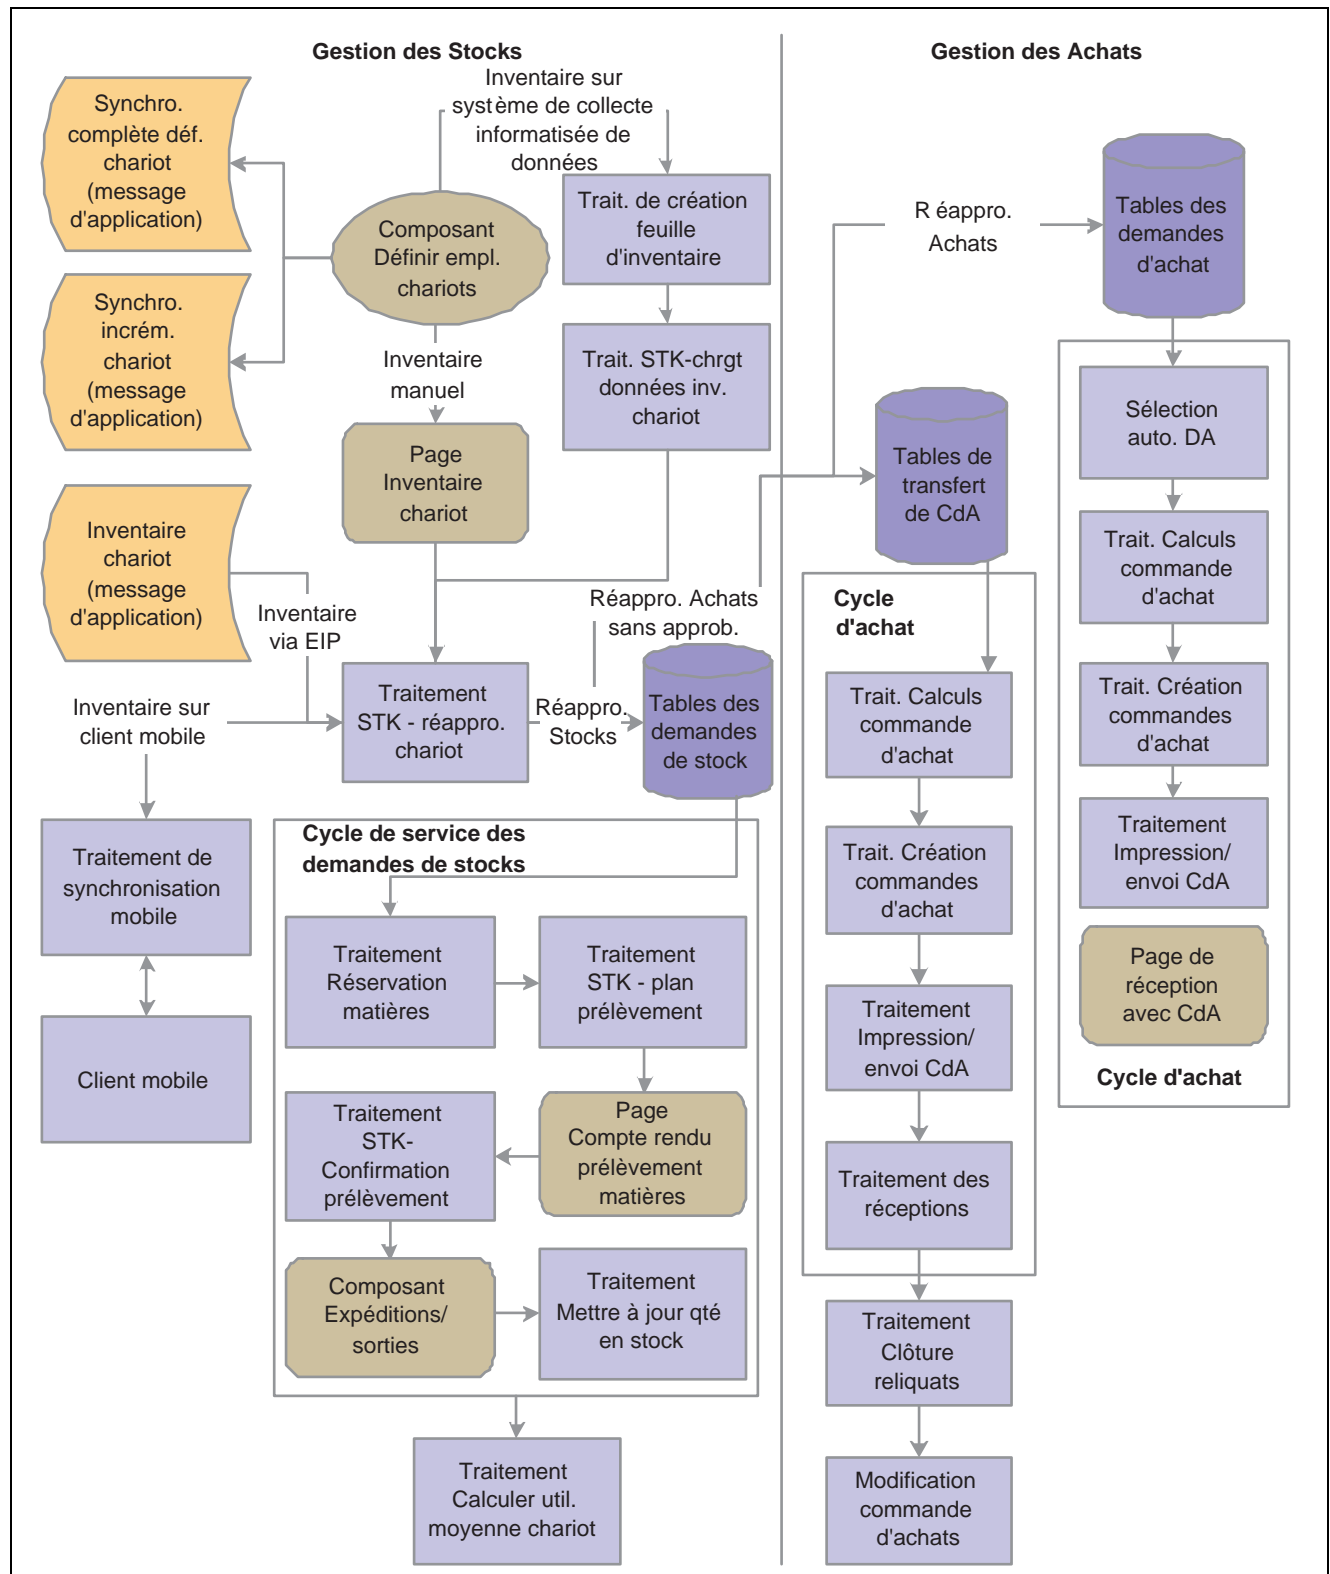 Gestion des Stocks
Gestion des Achats
Synchro.
complète déf.
chariot
(message
d'application)
Inventaire sur
système de collecte
informatisée de
données
Composant
Définir empl.
chariots
Trait. de création
feuille
d'inventaire
R éappro.
Achats
Tables des
demandes
d'achat
Synchro.
incrém.
chariot
(message
d'application)
Inventaire
manuel
Trait. STK-chrgt
données inv.
chariot
Sélection
auto. DA
Page
Inventaire
chariot
Tables de
transfert
de CdA
Inventaire
chariot
(message
d'application)
Inventaire
via EIP
Trait. Calculs
commande
d'achat
Réappro. Achats
sans approb.
Cycle
d'achat
Inventaire sur
client mobile
Traitement
STK - réappro.
chariot
Réappro.
Stocks
Tables des
demandes
de stock
Trait. Calculs
commande
d'achat
Trait. Création
commandes
d'achat
Traitement de
synchronisation
mobile
Cycle de service des
demandes de stocks
Trait. Création
commandes
d'achat
Traitement
Impression/
envoi CdA
Traitement
Réservation
matières
Traitement
STK - plan
prélèvement
Page de
réception
avec CdA
Traitement
Impression/
envoi CdA
Client mobile
Cycle d'achat
Traitement
STK-
Confirmation
prélèvement
Page
Compte rendu
prélèvement
matières
Traitement des
réceptions
Composant
Expéditions/
sorties
Traitement
Mettre à jour qté
en stock
Traitement
Clôture
reliquats
Traitement
Calculer util.
moyenne chariot
Modification
commande
d'achats